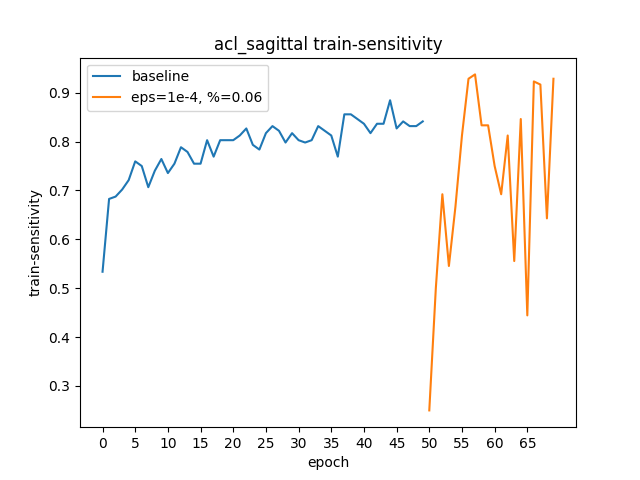 acl_sagittal train-sensitivity
baseline
eps=1e-4, %=0.06
train-sensitivity
0.9
0.8
0.7
0.6
0.5
0.4
0.3
0 5 10 15 20 25 30 35 40 45 50 55 60 65
epoch